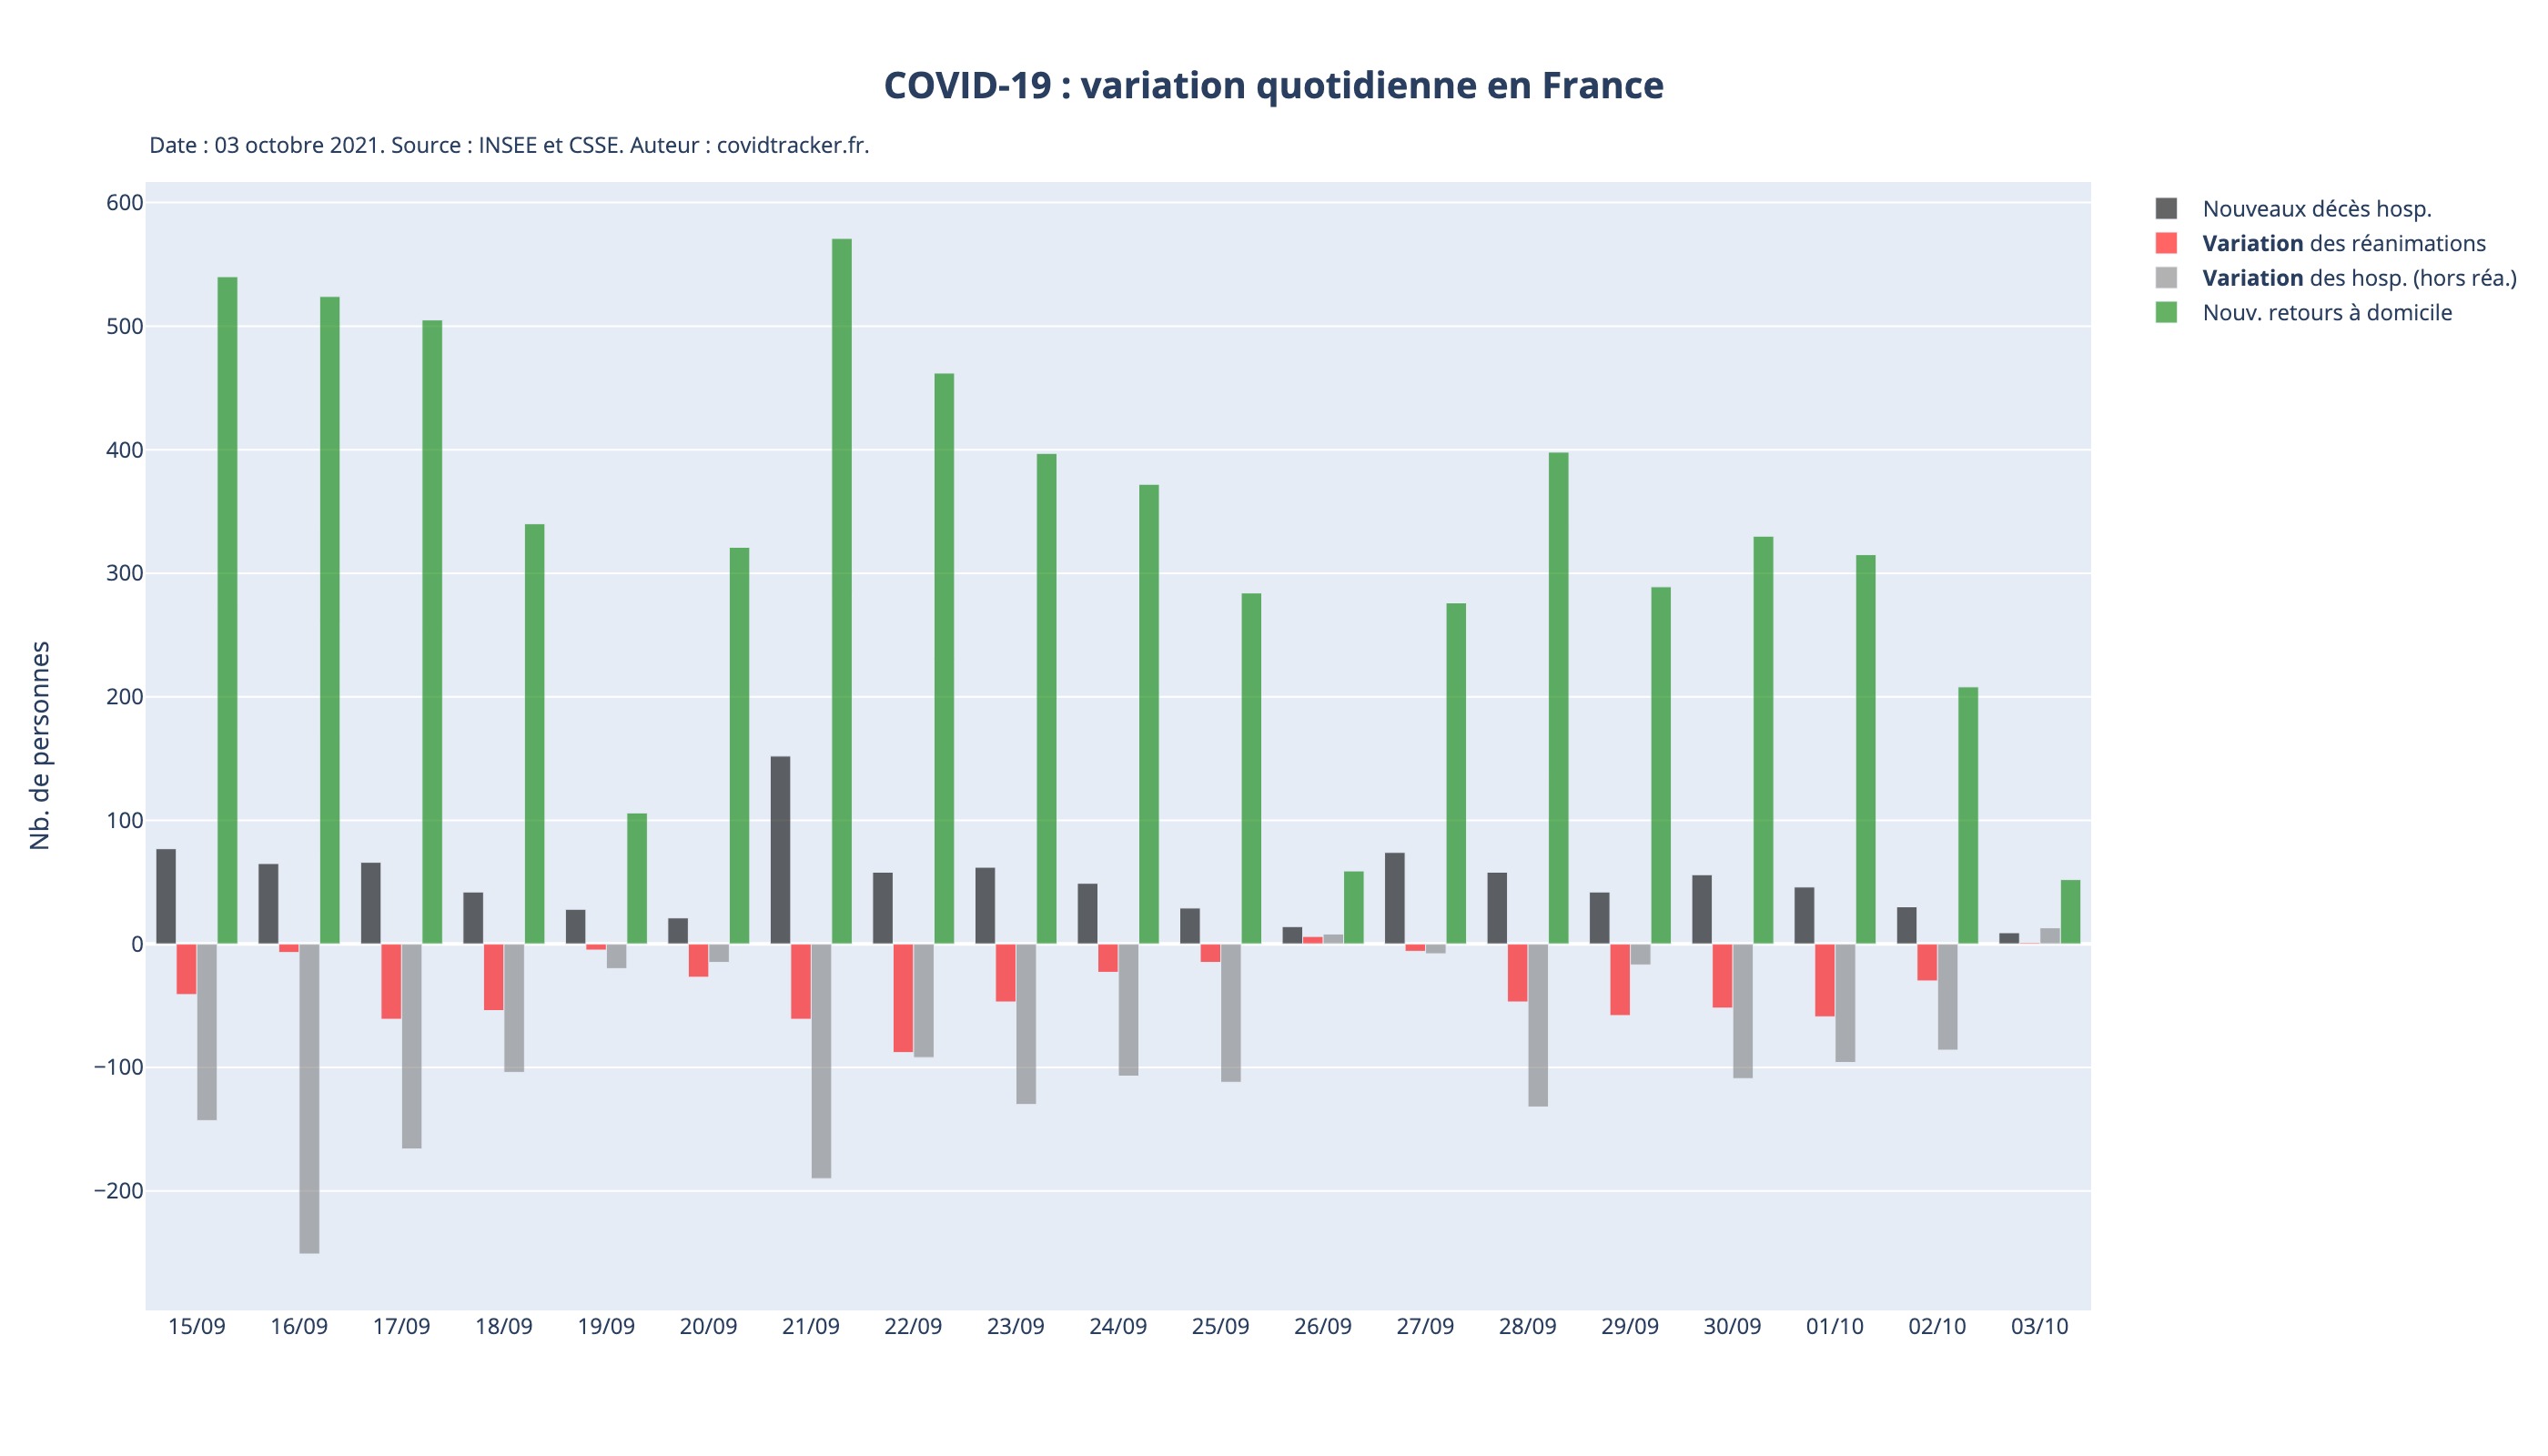 COVID-19 : variation quotidienne en France
Date : 03 octobre 2021. Source : INSEE et CSSE. Auteur : covidtracker.fr.
Nb. de personnes
600
500
400
300
200
100
0
−100
−200
15/09 16/09 17/09 18/09 19/09 20/09 21/09 22/09 23/09 24/09 25/09 26/09 27/09 28/09 29/09 30/09 01/10 02/10 03/10
Nouveaux décès hosp.
Variation des réanimations
Variation des hosp. (hors réa.)
Nouv. retours à domicile